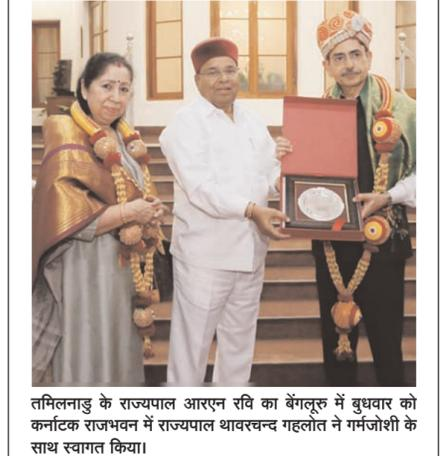 तमिलनाडु के राज्यपाल आरएन रवि का बेंगलूरु में बुधवार को
कर्नाटक राजभवन में राज्यपाल थावरचन्द गहलोत ने गर्मजोशी के
साथ स्वागत किया।